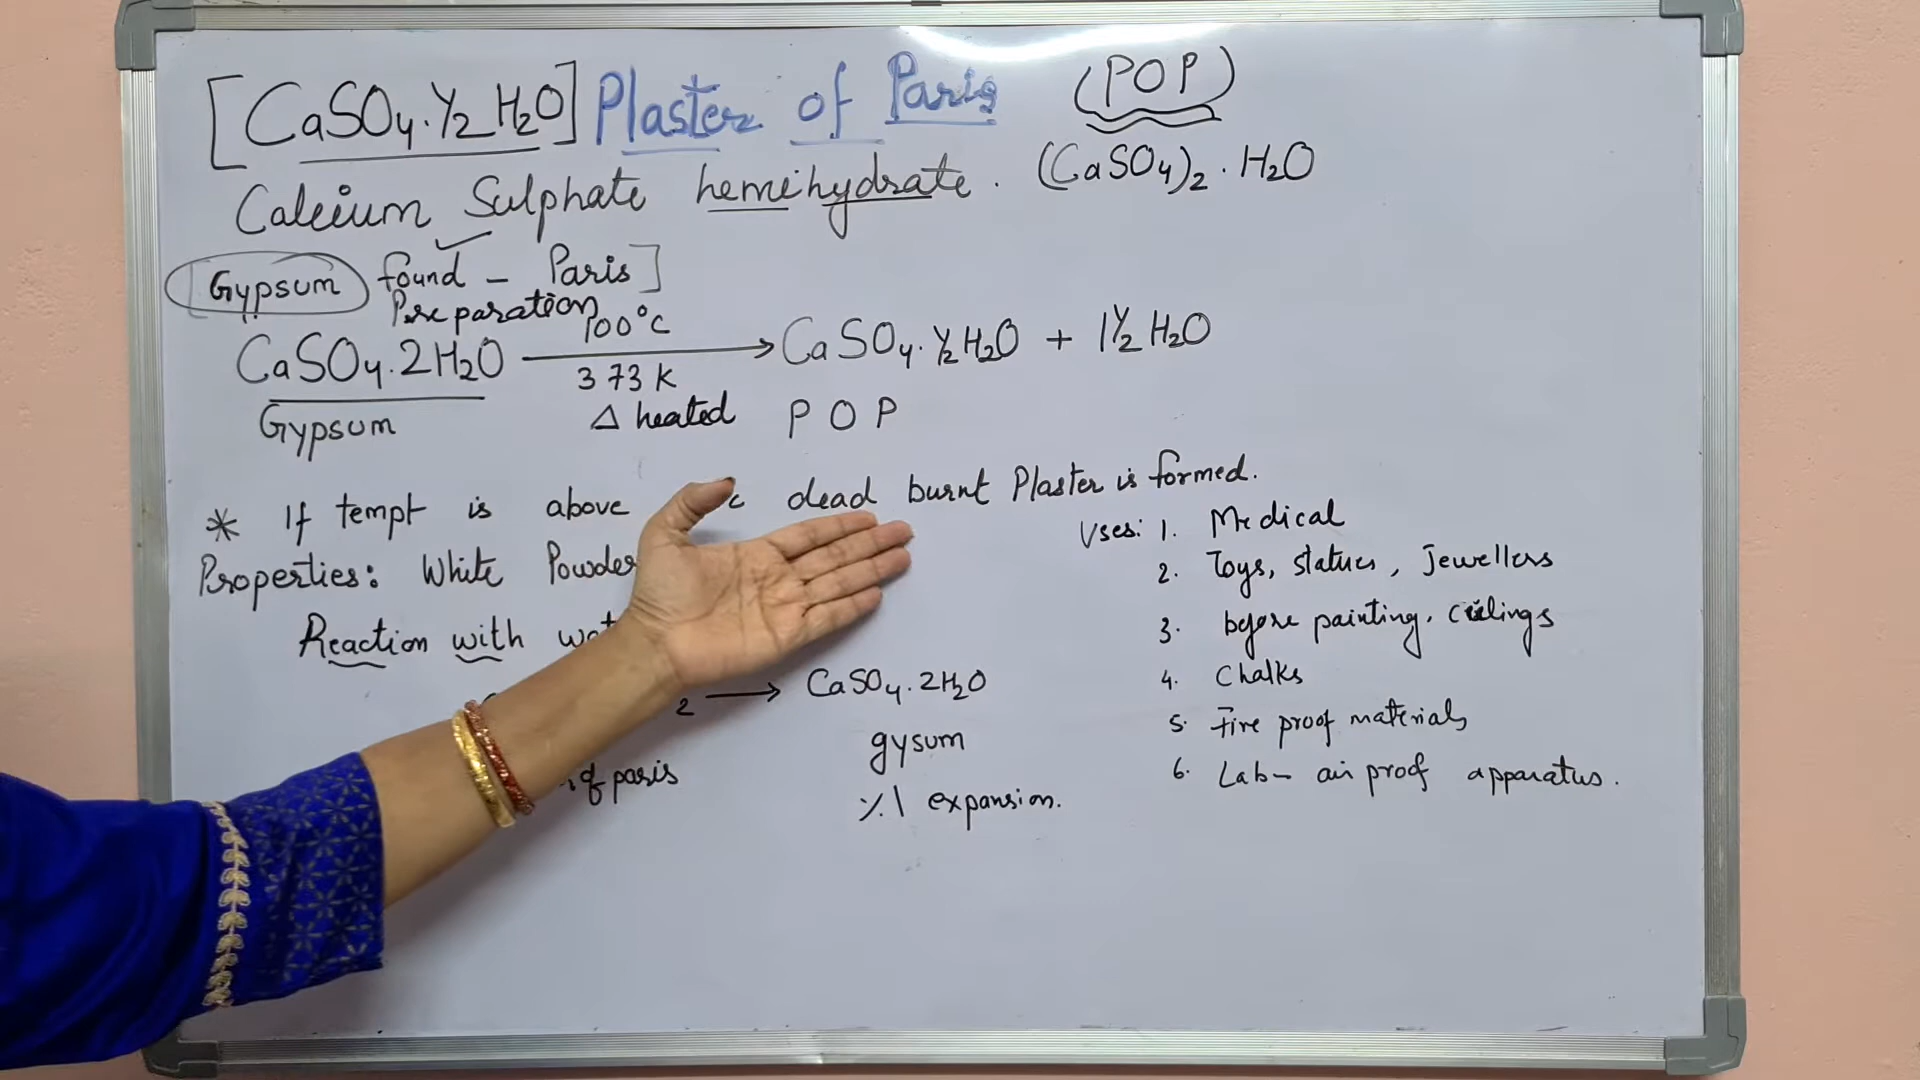 [CaSO₄.½H₂O] Plaster of Paris (POP)
Calcium Sulphate hemihydrate. (CaSO₄)₂.H₂O
Gypsum found - Paris]
Preparation
CaSO₄.2H₂O 100°C → CaSO₄.½H₂O + 1½H₂O
373K
Gypsum Δ heated POP
* If tempt is above c dead burnt Plaster is formed.
Properties: White Powder
Reaction with
2 → CaSO₄.2H₂O
gysum
of paris
%1 expansion.
Uses: 1. Medical
2. Toys, statues, Jewellers
3. before painting, ceilings
4. Chalks
5. Fire proof materials
6. Lab- air proof apparatus.